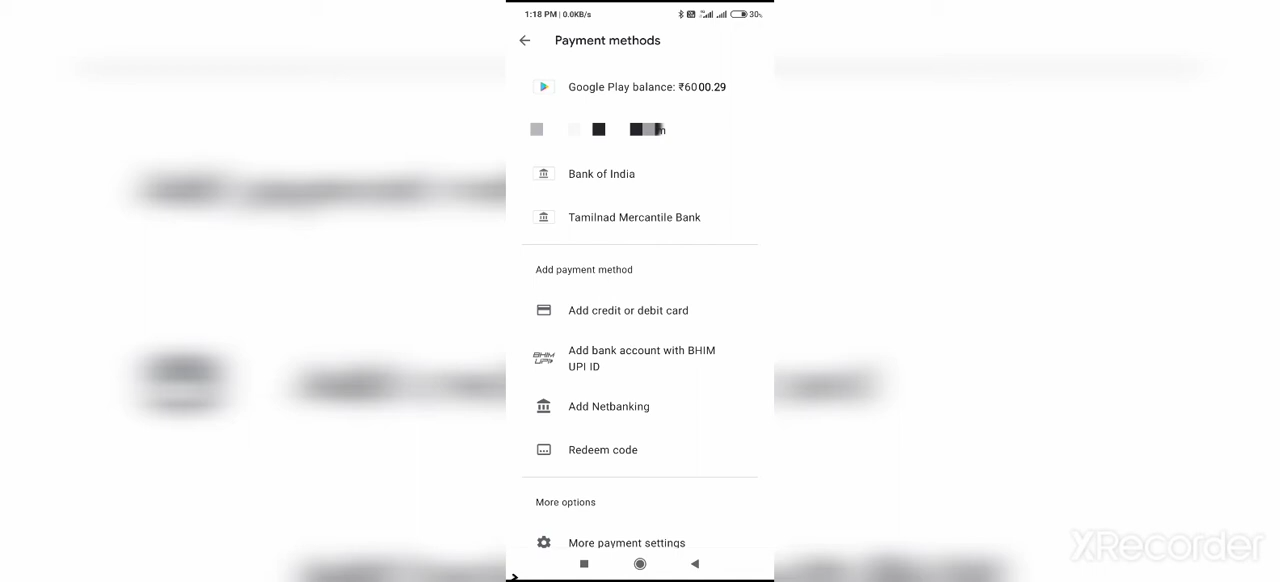 1:18 PM | 0.0KB/s
30%
Payment methods
Google Play balance: ₹6000.29
Bank of India
Tamilnad Mercantile Bank
Add payment method
Add credit or debit card
BHIM
UPI
Add bank account with BHIM
UPI ID
Add Netbanking
Redeem code
More options
More payment settings
XRecorder